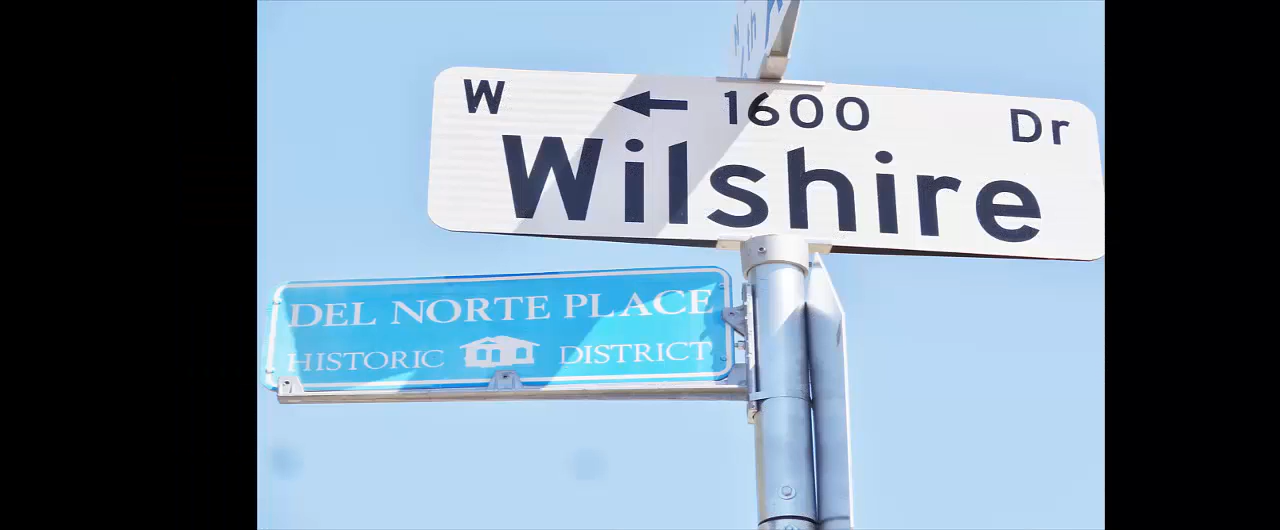 W ← 1600 Dr
Wilshire
DEL NORTE PLACE
HISTORIC DISTRICT